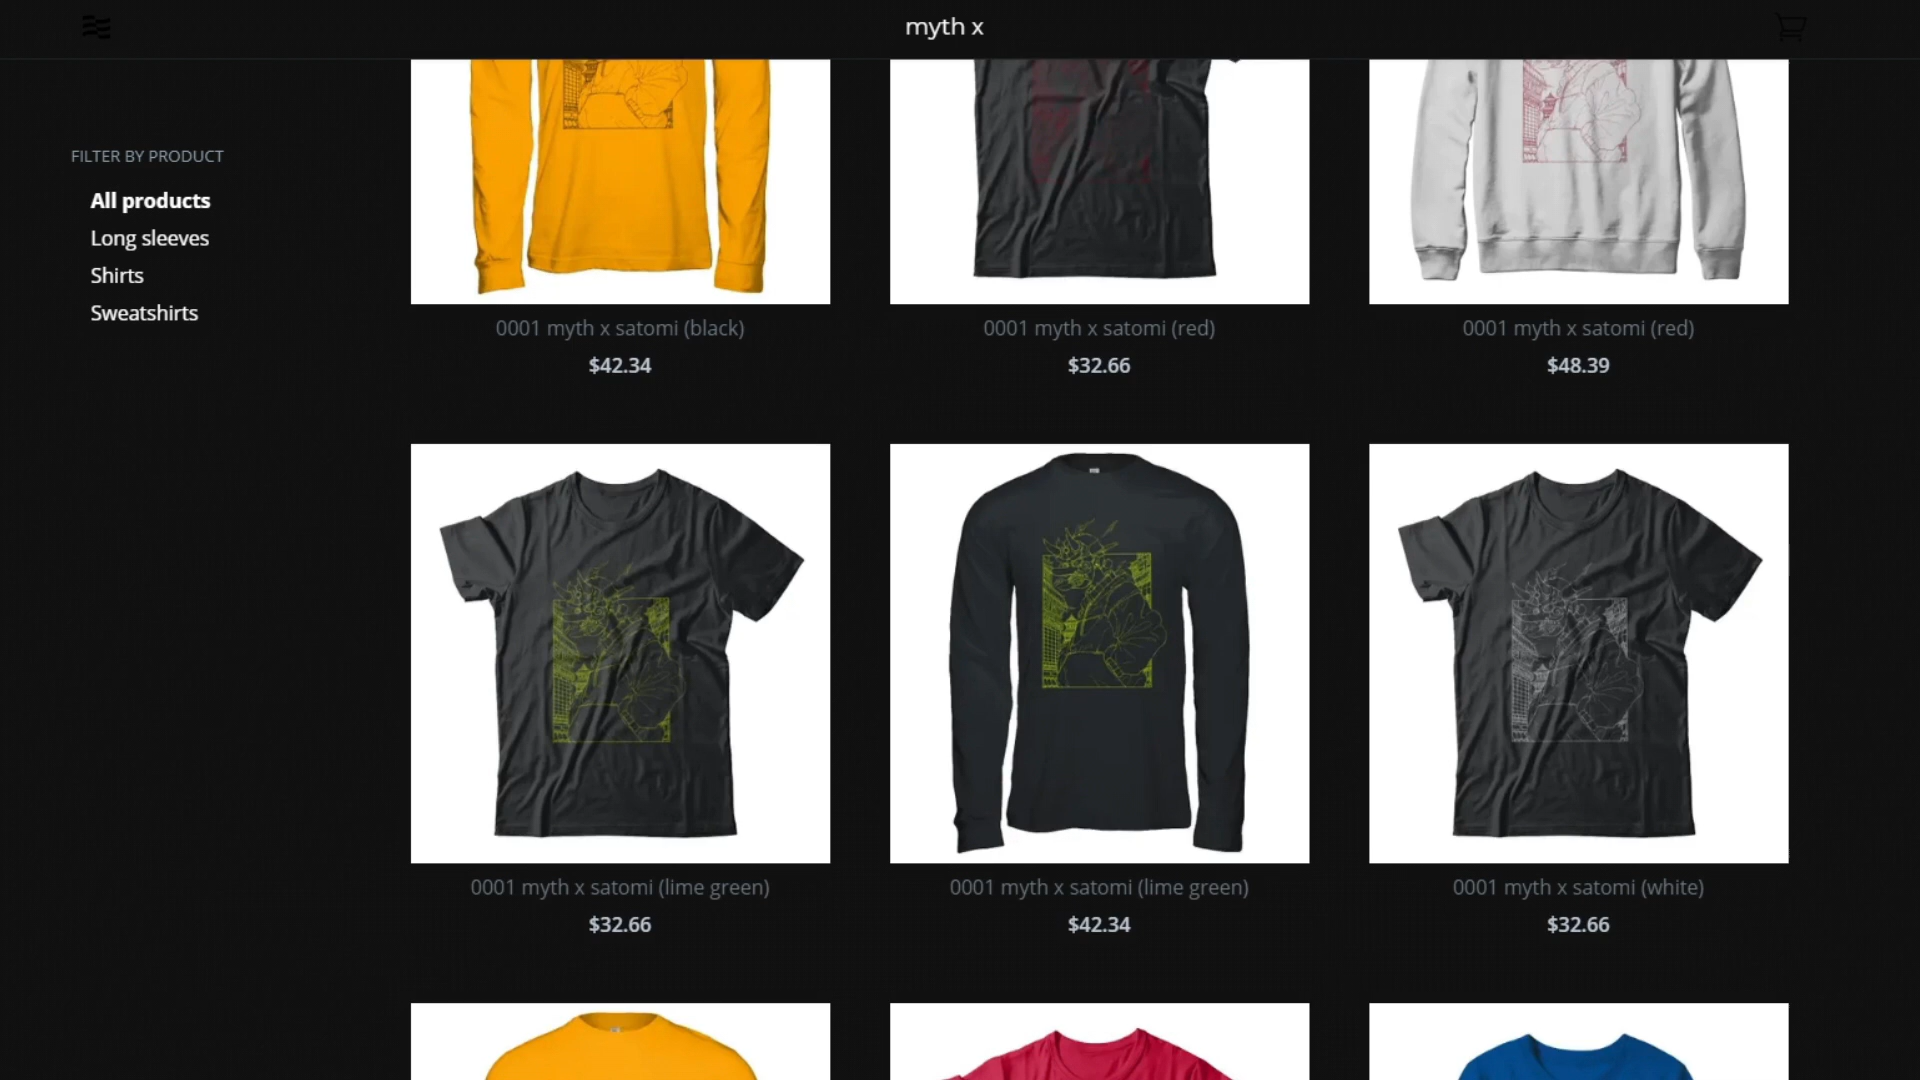 myth x
FILTER BY PRODUCT
All products
Long sleeves
Shirts
Sweatshirts
0001 myth x satomi (black)
$42.34
0001 myth x satomi (red)
$32.66
0001 myth x satomi (red)
$48.39
0001 myth x satomi (lime green)
$32.66
0001 myth x satomi (lime green)
$42.34
0001 myth x satomi (white)
$32.66